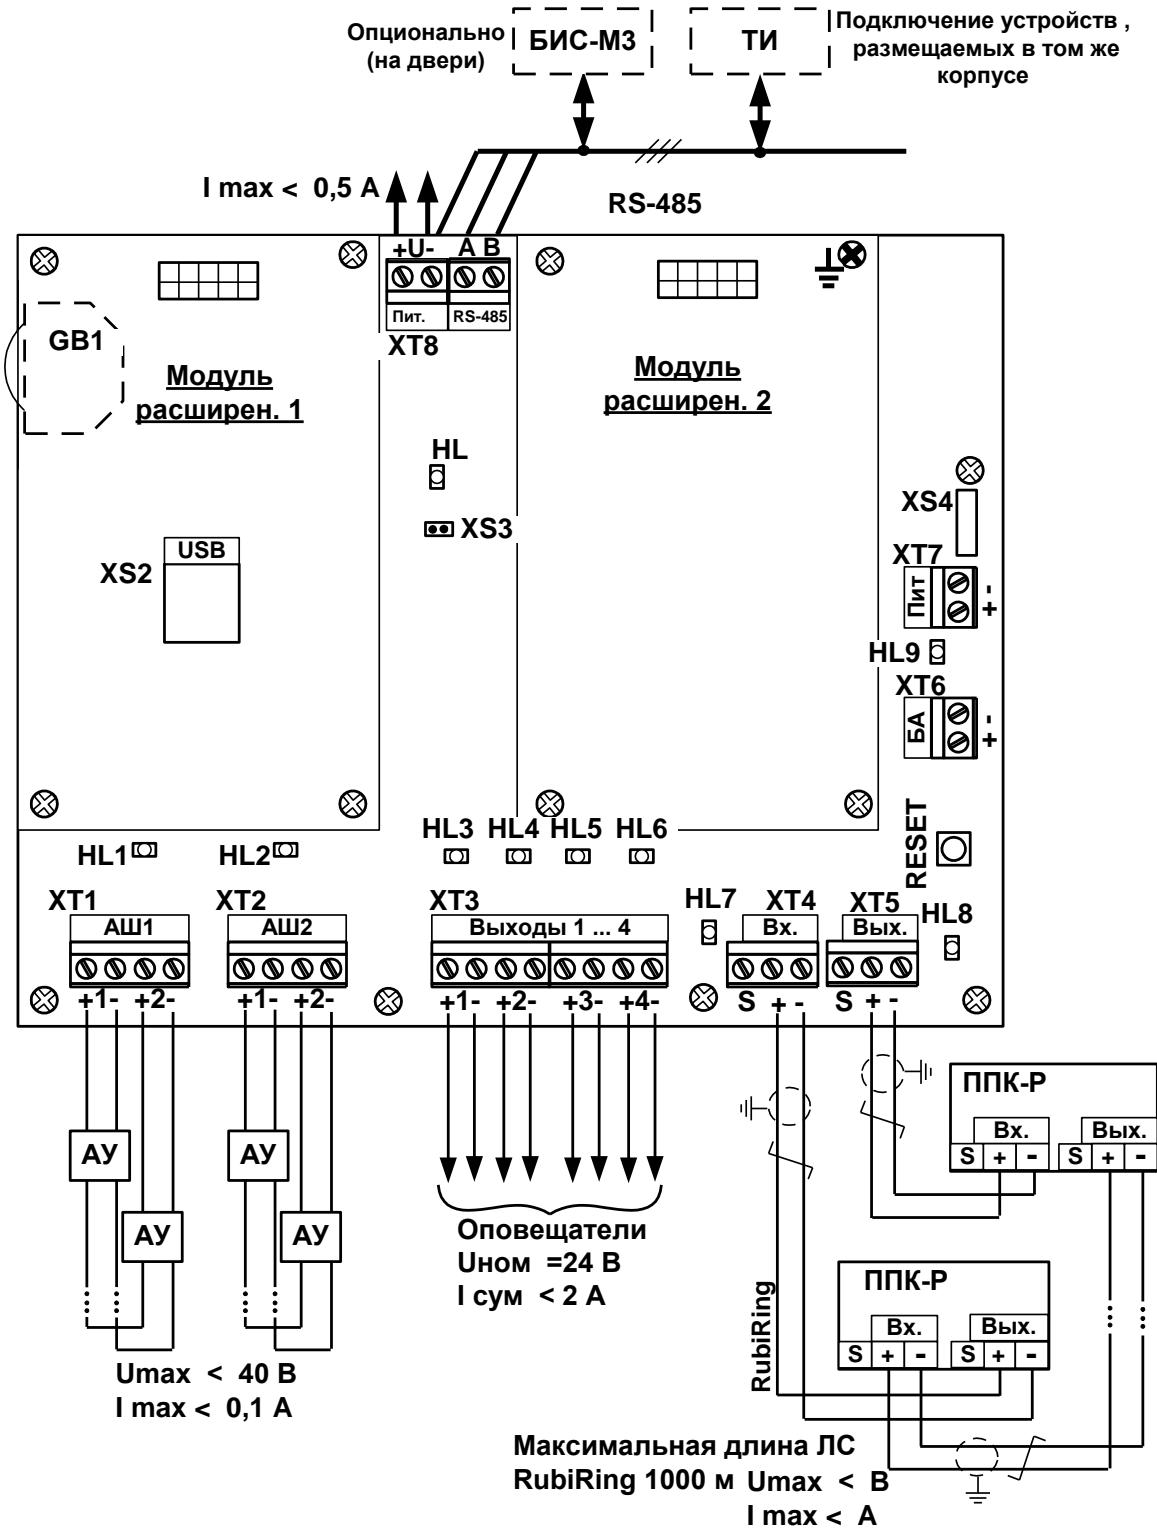 Опционально
(на двери)
БИС-М3
ТИ
Подключение устройств ,
размещаемых в том же
корпусе
I max < 0,5 А
RS-485
+U- A B
Пит. RS-485
XT8
GB1
Модуль
расширен. 1
Модуль
расширен. 2
HL
XS3
XS4
USB
XS2
XT7
Пит
- +
HL9
XT6
БА
- +
RESET
HL1
HL2
HL3 HL4 HL5 HL6
XT1
АШ1
+1- +2-
XT2
АШ2
+1- +2-
XT3
Выходы 1 ... 4
+1- +2- +3- +4-
HL7
XT4
Вх.
S + -
XT5
Вых.
S + -
HL8
АУ
АУ
АУ
АУ
Umax < 40 В
I max < 0,1 А
Оповещатели
Uном =24 В
I сум < 2 А
ППК-Р
Вх. Вых.
S + - S + -
ППК-Р
Вх. Вых.
S + - S + -
RubiRing
Максимальная длина ЛС
RubiRing 1000 м
Umax < В
I max < А